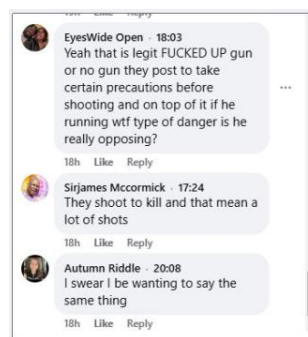 EyesWide Open · 18:03
Yeah that is legit FUCKED UP gun
or no gun they post to take
certain precautions before
shooting and on top of it if he
running wtf type of danger is he
really opposing?
18h Like Reply
Sirjames Mccormick · 17:24
They shoot to kill and that mean a
lot of shots
18h Like Reply
Autumn Riddle · 20:08
I swear I be wanting to say the
same thing
18h Like Reply